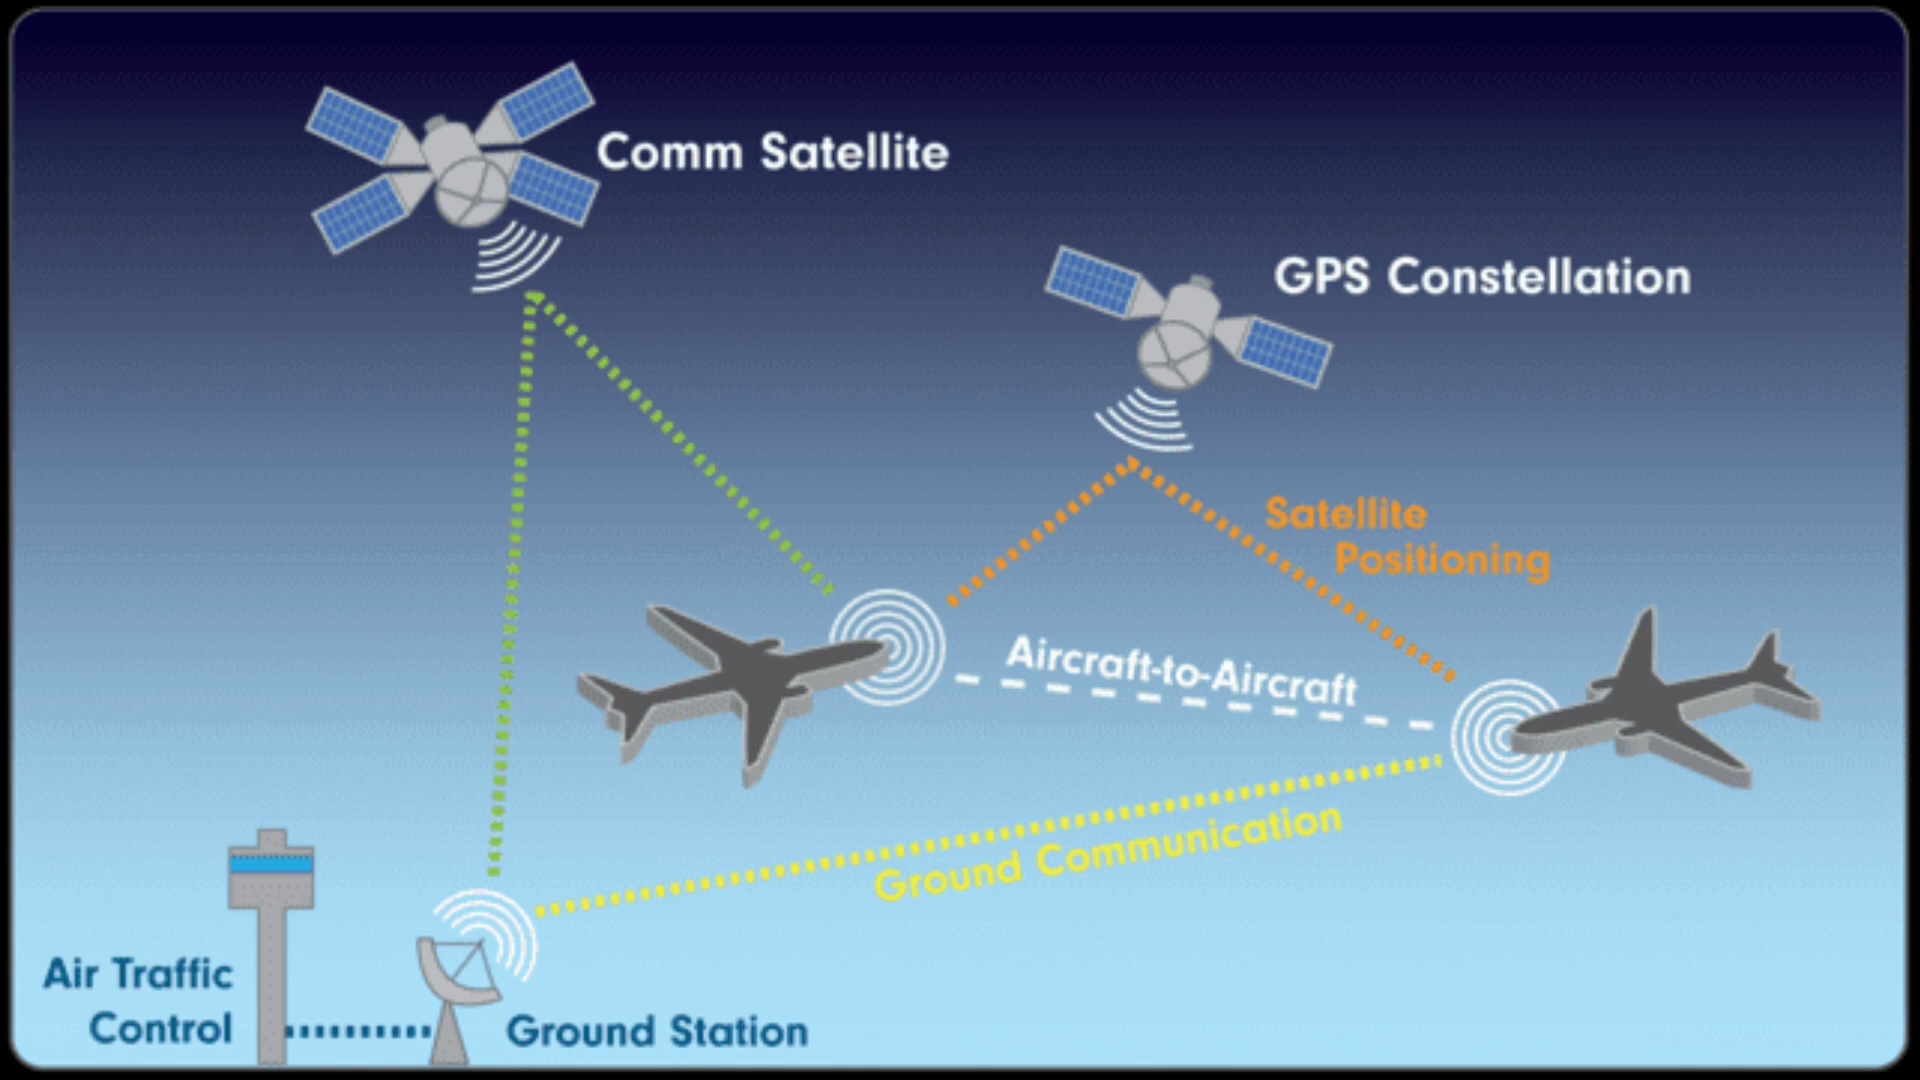 Comm Satellite
GPS Constellation
Satellite
Positioning
Aircraft-to-Aircraft
Ground Communication
Air Traffic
Control
Ground Station